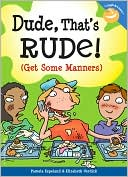 Dude, That's
RUDE!
(Get Some Manners)
Pamela Espeland & Elizabeth Verdick